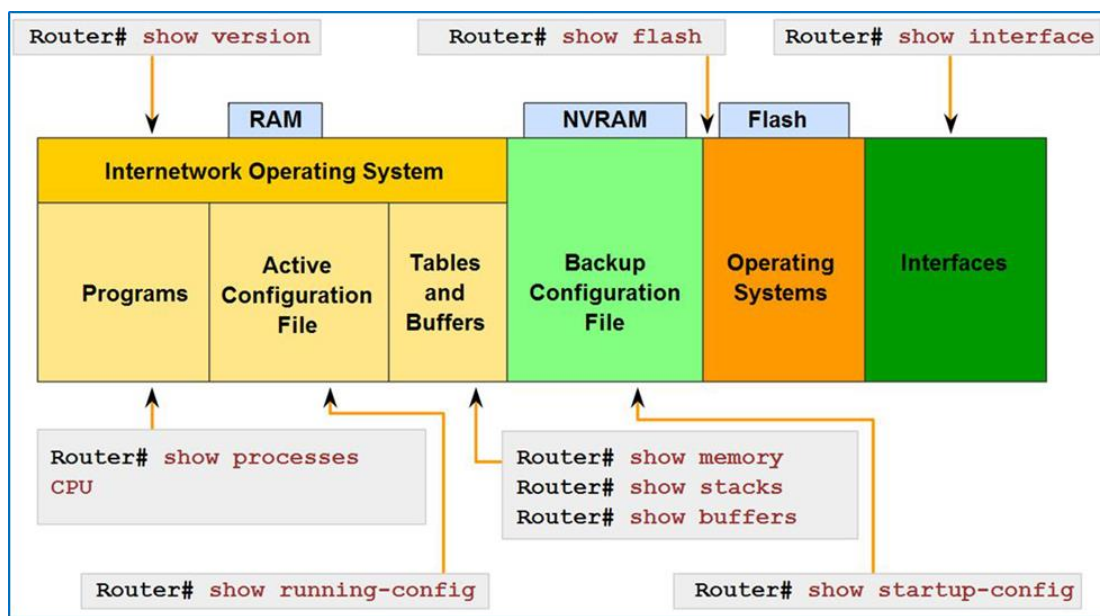 Router# show version
Router# show flash
Router# show interface
RAM
NVRAM
Flash
Internetwork Operating System
Programs
Active
Configuration
File
Tables
and
Buffers
Backup
Configuration
File
Operating
Systems
Interfaces
Router# show processes
CPU
Router# show memory
Router# show stacks
Router# show buffers
Router# show running-config
Router# show startup-config